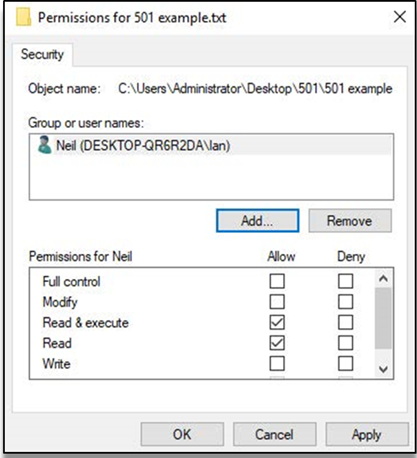 Permissions for 501 example.txt
Security
Object name: C:\Users\Administrator\Desktop\501\501 example
Group or user names:
Neil (DESKTOP-QR6R2DA\Ian)
Add... Remove
Permissions for Neil Allow Deny
Full control
Modify
Read & execute
Read
Write
OK Cancel Apply